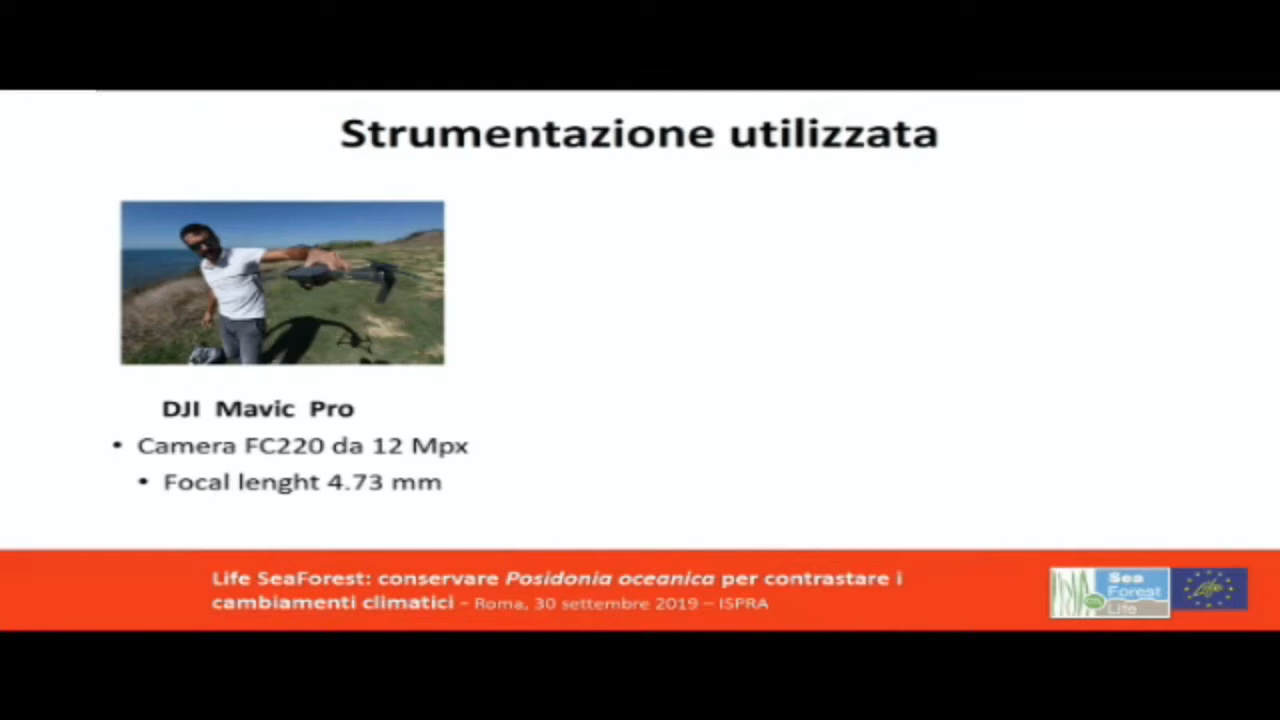 Strumentazione utilizzata
DJI Mavic Pro
• Camera FC220 da 12 Mpx
• Focal lenght 4.73 mm
Life SeaForest: conservare Posidonia oceanica per contrastare i
cambiamenti climatici – Roma, 30 settembre 2019 – ISPRA
Sea
Forest
Life
Life